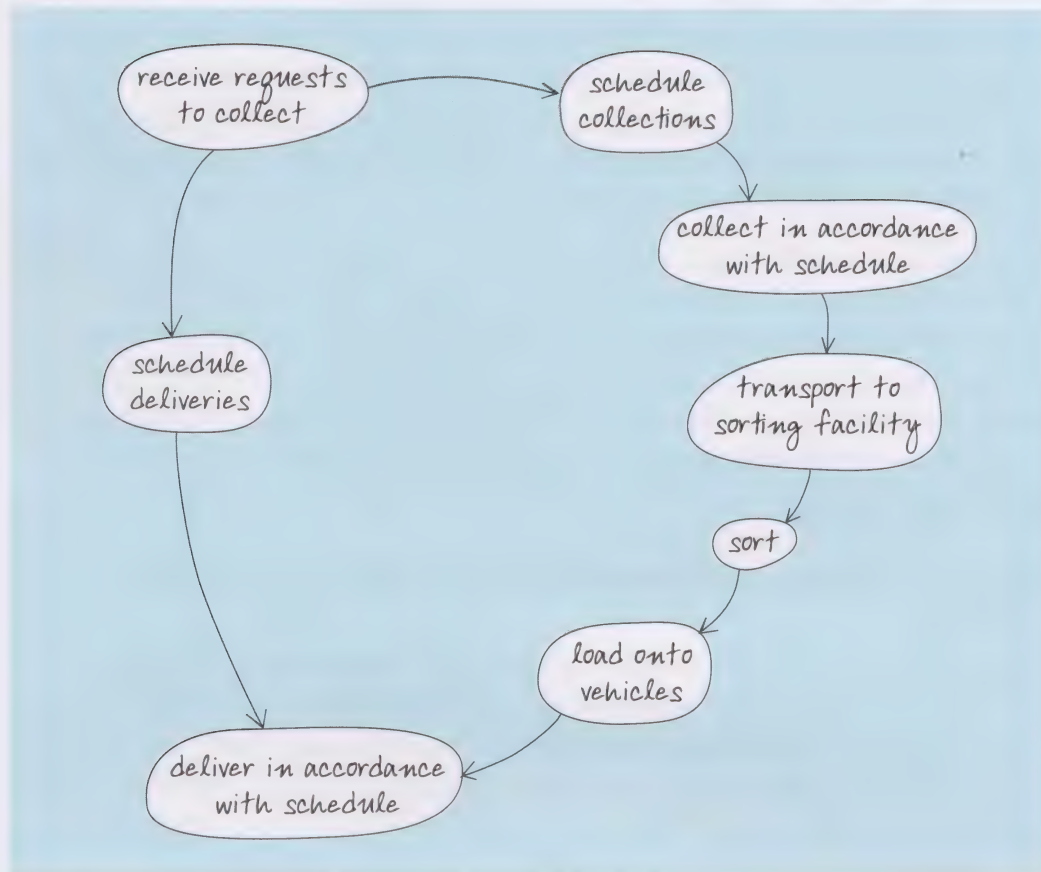 receive requests
to collect
schedule
collections
collect in accordance
with schedule
transport to
sorting facility
sort
load onto
vehicles
deliver in accordance
with schedule
schedule
deliveries